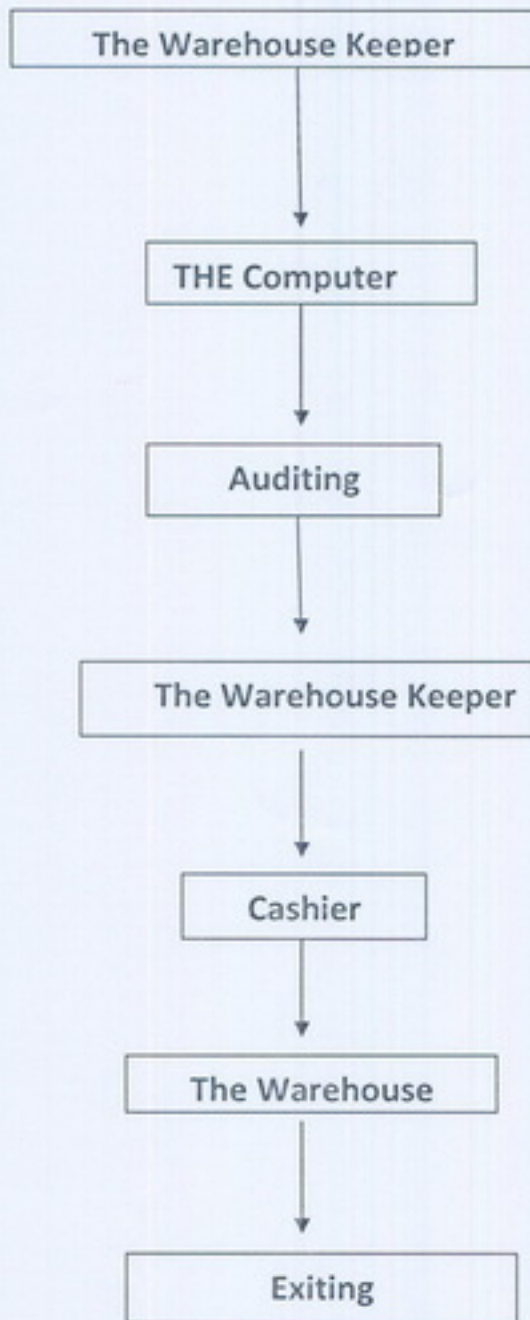 The Warehouse Keeper
THE Computer
Auditing
The Warehouse Keeper
Cashier
The Warehouse
Exiting